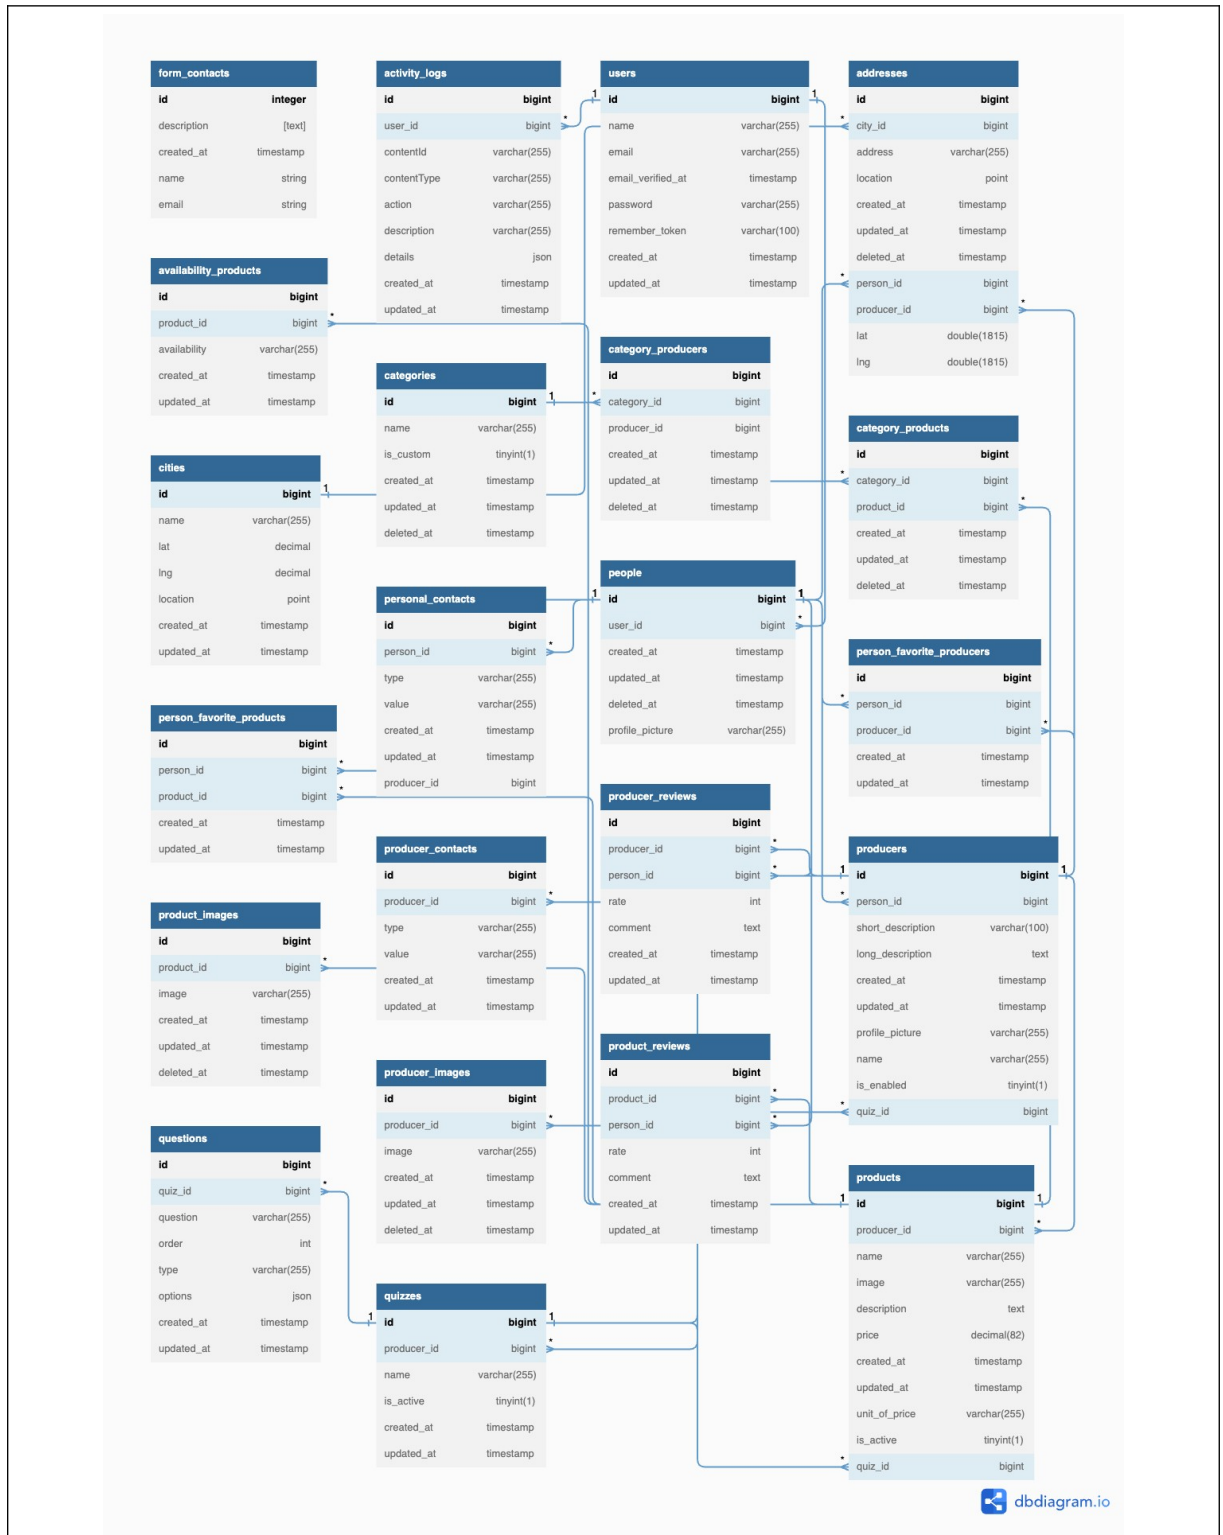 form_contacts
id integer
description [text]
created_at timestamp
name string
email string
activity_logs
id bigint
user_id bigint
contentId varchar(255)
contentType varchar(255)
action varchar(255)
description varchar(255)
details json
created_at timestamp
updated_at timestamp
users
1 id bigint 1
name varchar(255)
email varchar(255)
email_verified_at timestamp
password varchar(255)
remember_token varchar(100)
created_at timestamp
updated_at timestamp
addresses
id bigint
* city_id bigint
address varchar(255)
location point
created_at timestamp
updated_at timestamp
deleted_at timestamp
* person_id bigint
producer_id bigint *
lat double(1815)
lng double(1815)
availability_products
id bigint
product_id bigint *
availability varchar(255)
created_at timestamp
updated_at timestamp
categories
id bigint 1
name varchar(255)
is_custom tinyint(1)
created_at timestamp
updated_at timestamp
deleted_at timestamp
category_producers
id bigint
* category_id bigint
producer_id bigint
created_at timestamp
updated_at timestamp
deleted_at timestamp
category_products
id bigint
* category_id bigint
product_id bigint *
created_at timestamp
updated_at timestamp
deleted_at timestamp
cities
id bigint 1
name varchar(255)
lat decimal
lng decimal
location point
created_at timestamp
updated_at timestamp
personal_contacts
id bigint
person_id bigint *
type varchar(255)
value varchar(255)
created_at timestamp
updated_at timestamp
producer_id bigint
people
1 id bigint 1
user_id bigint *
created_at timestamp
updated_at timestamp
deleted_at timestamp
profile_picture varchar(255)
person_favorite_producers
id bigint
* person_id bigint
producer_id bigint *
created_at timestamp
updated_at timestamp
person_favorite_products
id bigint
person_id bigint *
product_id bigint *
created_at timestamp
updated_at timestamp
producer_contacts
id bigint
producer_id bigint *
type varchar(255)
value varchar(255)
created_at timestamp
updated_at timestamp
producer_reviews
id bigint
producer_id bigint *
person_id bigint *
rate int
comment text
created_at timestamp
updated_at timestamp
producers
1 id bigint 1
* person_id bigint
short_description varchar(100)
long_description text
created_at timestamp
updated_at timestamp
profile_picture varchar(255)
name varchar(255)
is_enabled tinyint(1)
* quiz_id bigint
product_images
id bigint
product_id bigint *
image varchar(255)
created_at timestamp
updated_at timestamp
deleted_at timestamp
producer_images
id bigint
producer_id bigint *
image varchar(255)
created_at timestamp
updated_at timestamp
deleted_at timestamp
product_reviews
id bigint
product_id bigint *
person_id bigint *
rate int
comment text
created_at timestamp
updated_at timestamp
products
1 id bigint 1
producer_id bigint *
name varchar(255)
image varchar(255)
description text
price decimal(82)
created_at timestamp
updated_at timestamp
unit_of_price varchar(255)
is_active tinyint(1)
* quiz_id bigint
questions
id bigint
quiz_id bigint *
question varchar(255)
order int
type varchar(255)
options json
created_at timestamp
updated_at timestamp
quizzes
1 id bigint 1
producer_id bigint *
name varchar(255)
is_active tinyint(1)
created_at timestamp
updated_at timestamp
dbdiagram.io